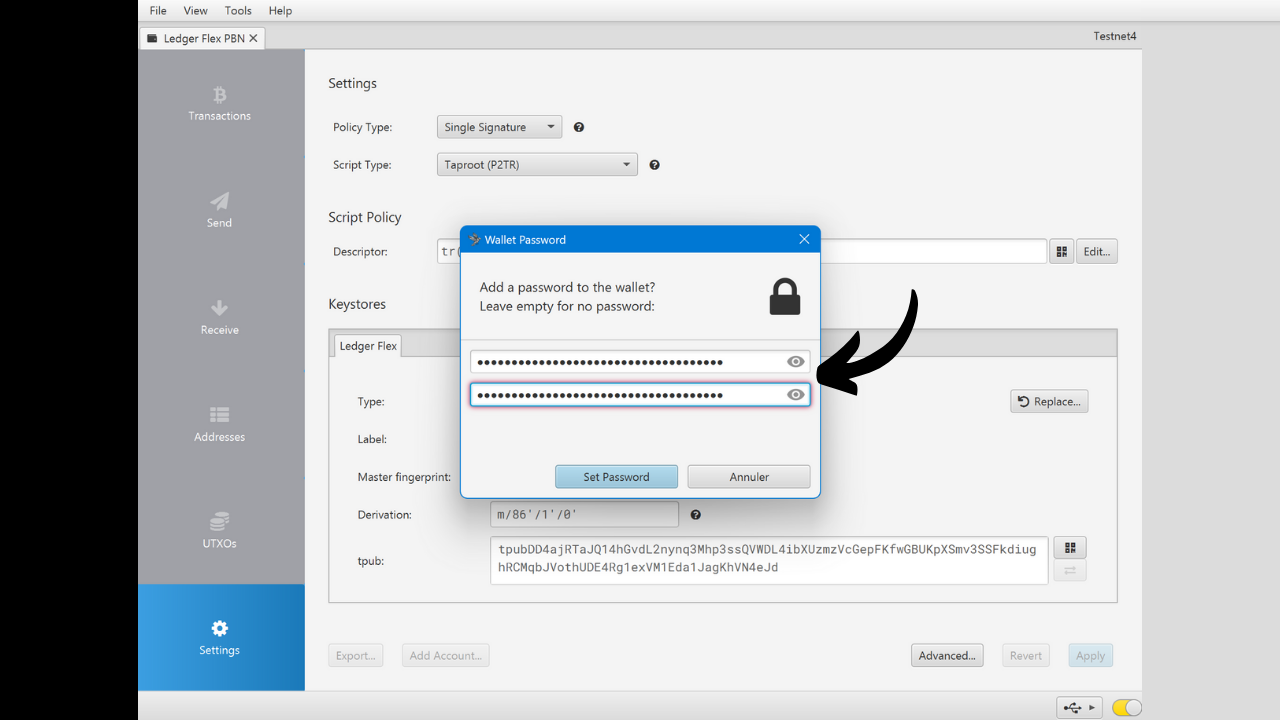 File View Tools Help
Ledger Flex PBN
Testnet4
Transactions
Send
Receive
Addresses
UTXOs
Settings
Settings
Policy Type: Single Signature
Script Type: Taproot (P2TR)
Script Policy
Descriptor: tr(
Edit...
Keystores
Ledger Flex
Type:
Replace...
Label:
Master fingerprint:
Derivation: m/86'/1'/0'
tpub: tpubDD4ajRTaJQ14hGvdL2nynq3Mhp3ssQVWDL4ibXUzmzVcGepFKfwGBUKpXSmv3SSFkdiug
hRCMqbJVothUDE4Rg1exVM1Eda1JagKhVN4eJd
Export... Add Account... Advanced... Revert Apply
Wallet Password
Add a password to the wallet?
Leave empty for no password:
Set Password Annuler